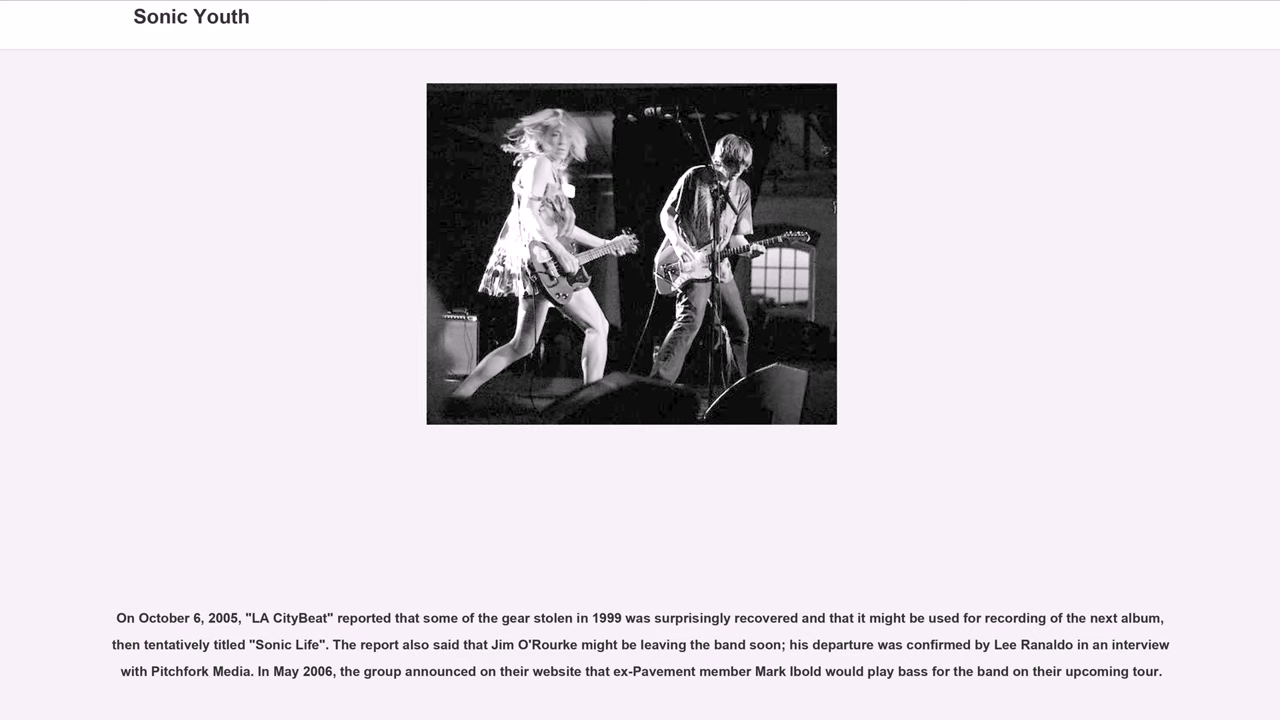 Sonic Youth
On October 6, 2005, "LA CityBeat" reported that some of the gear stolen in 1999 was surprisingly recovered and that it might be used for recording of the next album,
then tentatively titled "Sonic Life". The report also said that Jim O'Rourke might be leaving the band soon; his departure was confirmed by Lee Ranaldo in an interview
with Pitchfork Media. In May 2006, the group announced on their website that ex-Pavement member Mark Ibold would play bass for the band on their upcoming tour.